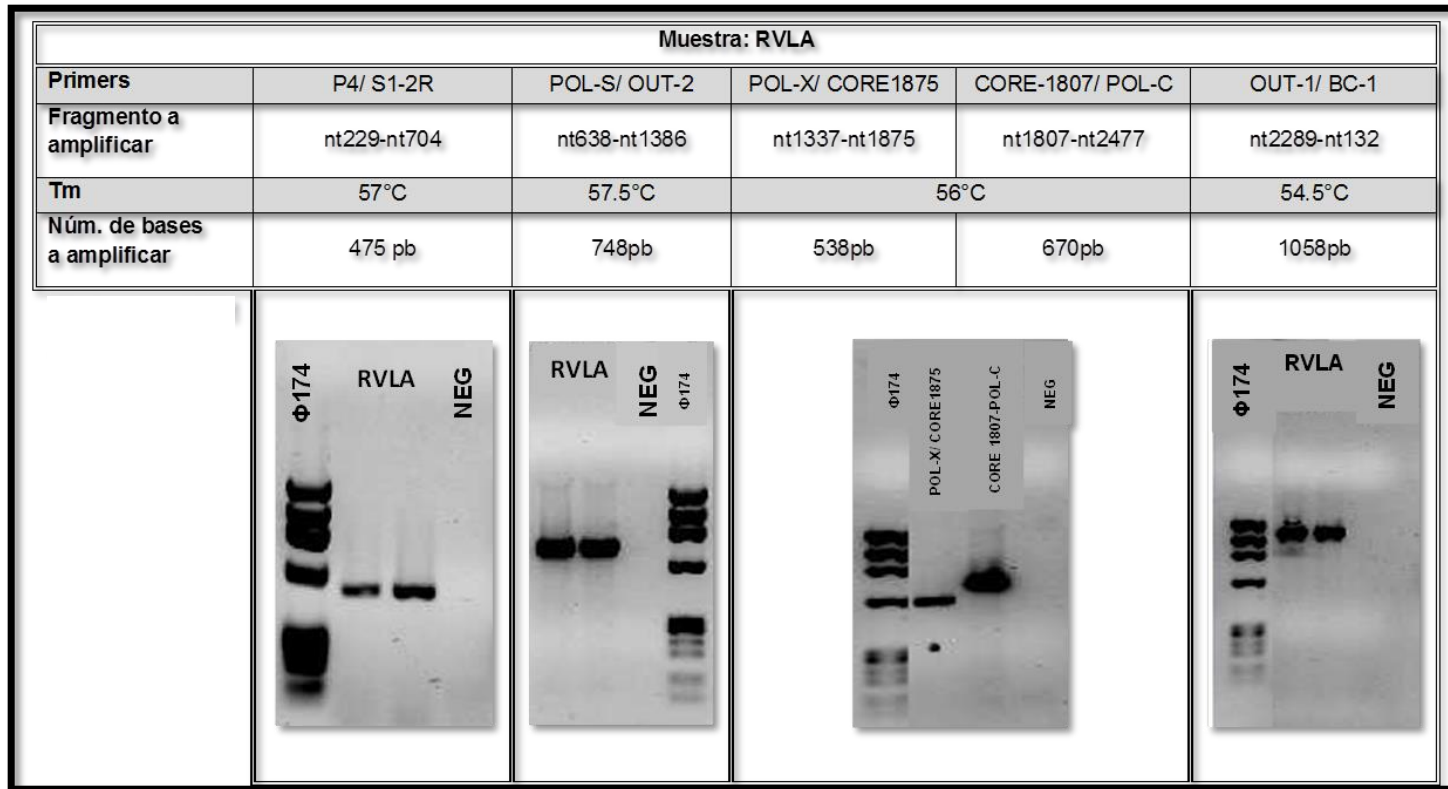 Muestra: RVLA
Primers P4/ S1-2R POL-S/ OUT-2 POL-X/ CORE1875 CORE-1807/ POL-C OUT-1/ BC-1
Fragmento a
amplificar nt229-nt704 nt638-nt1386 nt1337-nt1875 nt1807-nt2477 nt2289-nt132
Tm 57°C 57.5°C 56°C 54.5°C
Núm. de bases
a amplificar 475 pb 748pb 538pb 670pb 1058pb
Φ174 RVLA NEG
RVLA NEG Φ174
Φ174 POL-X/ CORE1875 CORE 1807-POL-C NEG
Φ174 RVLA NEG